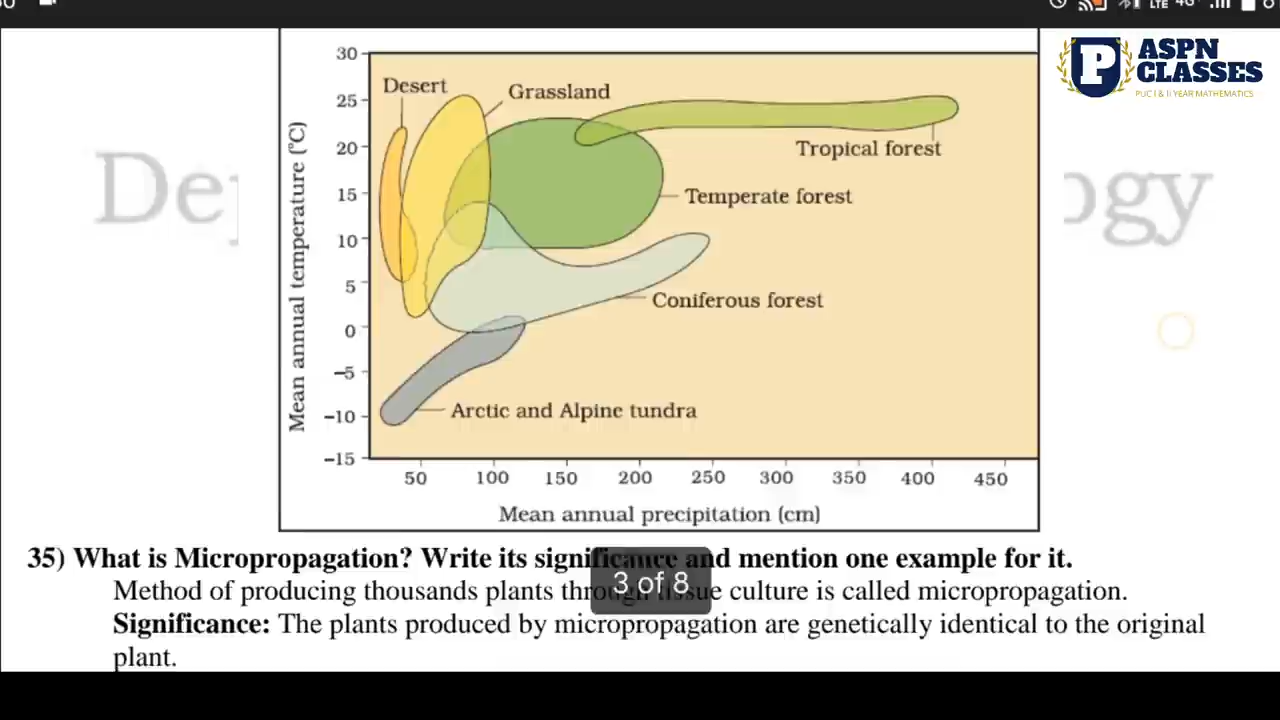 LTE 4G
ASPN
CLASSES
PUC I & II YEAR MATHEMATICS
30
25
20
15
10
5
0
−5
−10
−15
Mean annual temperature (°C)
Desert
Grassland
Tropical forest
Temperate forest
Coniferous forest
Arctic and Alpine tundra
50 100 150 200 250 300 350 400 450
Mean annual precipitation (cm)
De
ogy
35) What is Micropropagation? Write its significance and mention one example for it.
3 of 8
Method of producing thousands plants through tissue culture is called micropropagation.
Significance: The plants produced by micropropagation are genetically identical to the original
plant.